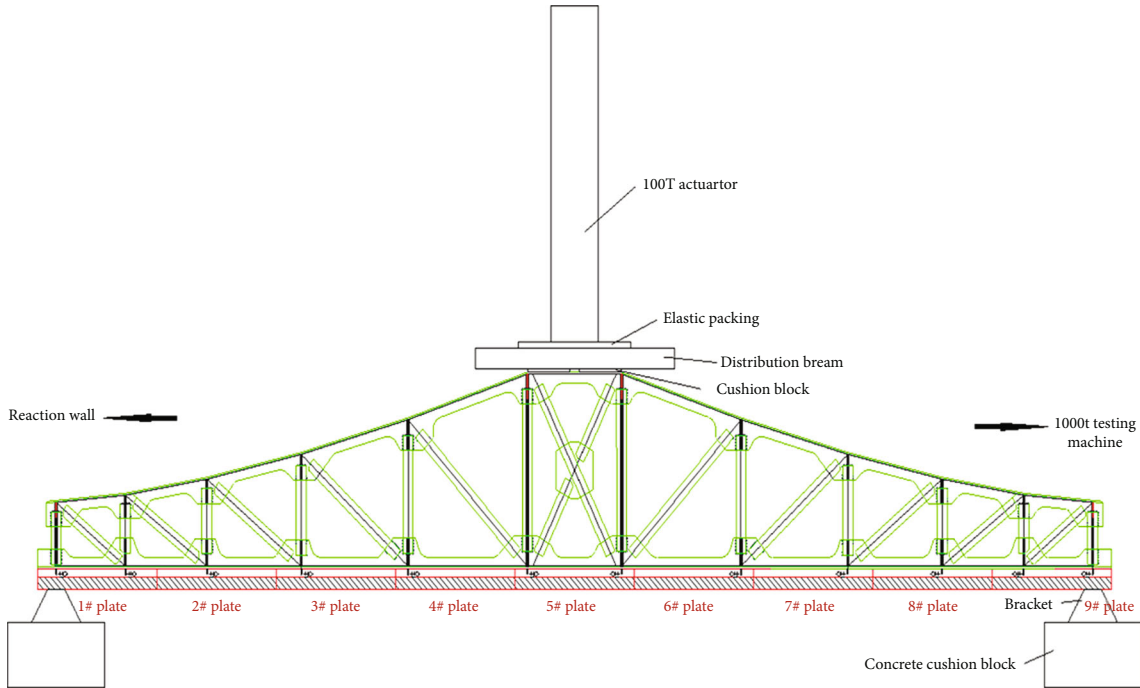 100T actuartor
Elastic packing
Distribution bream
Cushion block
Reaction wall
1000t testing
machine
1# plate
2# plate
3# plate
4# plate
5# plate
6# plate
7# plate
8# plate
Bracket
9# plate
Concrete cushion block